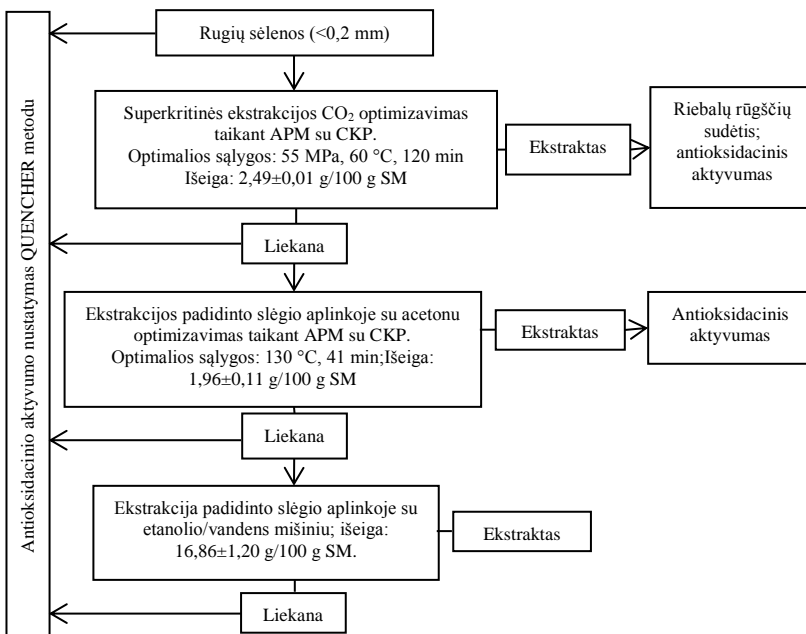 Antioksidacinio aktyvumo nustatymas QUENCHER metodu
Rugių sėlenos (<0,2 mm)
Superkritinės ekstrakcijos CO₂ optimizavimas
taikant APM su CKP.
Optimalios sąlygos: 55 MPa, 60 °C, 120 min
Išeiga: 2,49±0,01 g/100 g SM
Ekstraktas
Riebalų rūgščių
sudėtis;
antioksidacinis
aktyvumas
Liekana
Ekstrakcijos padidinto slėgio aplinkoje su acetonu
optimizavimas taikant APM su CKP.
Optimalios sąlygos: 130 °C, 41 min;Išeiga:
1,96±0,11 g/100 g SM
Ekstraktas
Antioksidacinis
aktyvumas
Liekana
Ekstrakcija padidinto slėgio aplinkoje su
etanolio/vandens mišiniu; išeiga:
16,86±1,20 g/100 g SM.
Ekstraktas
Liekana